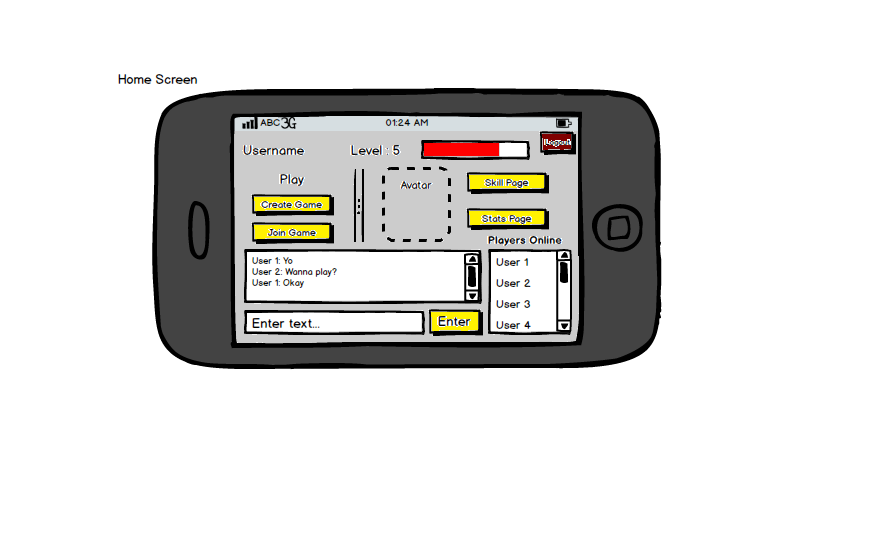 Home Screen
ABC 3G 01:24 AM
Username Level : 5
Logout
Play
Avatar
Skill Page
Create Game
Stats Page
Join Game
Players Online
User 1: Yo
User 2: Wanna play?
User 1: Okay
User 1
User 2
User 3
User 4
Enter text...
Enter